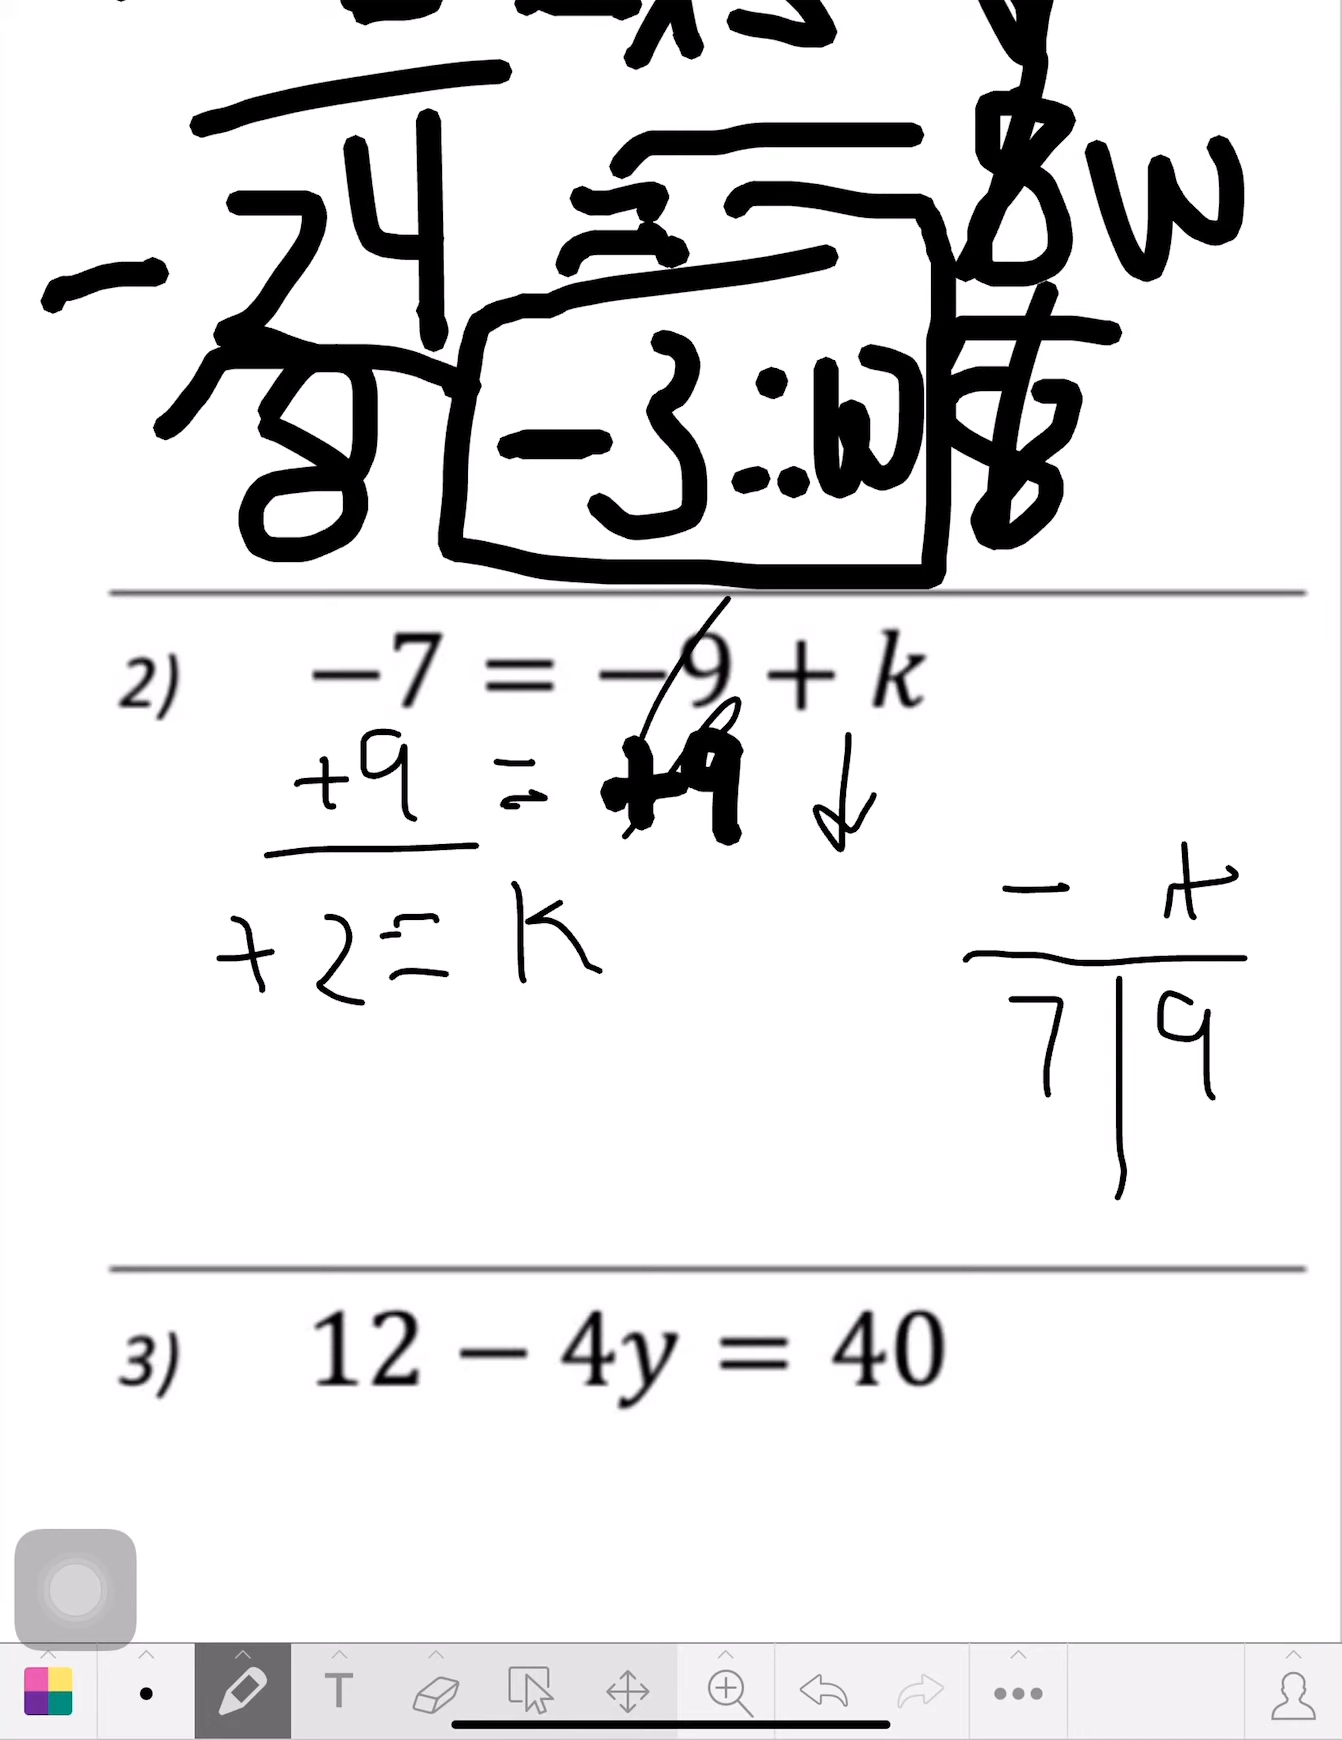 -24 = 8w
8 -3 = w 8
2) −7 = −9 + k
+9 = +9
+2 = K
- +
7 | 9
3) 12 − 4y = 40
T